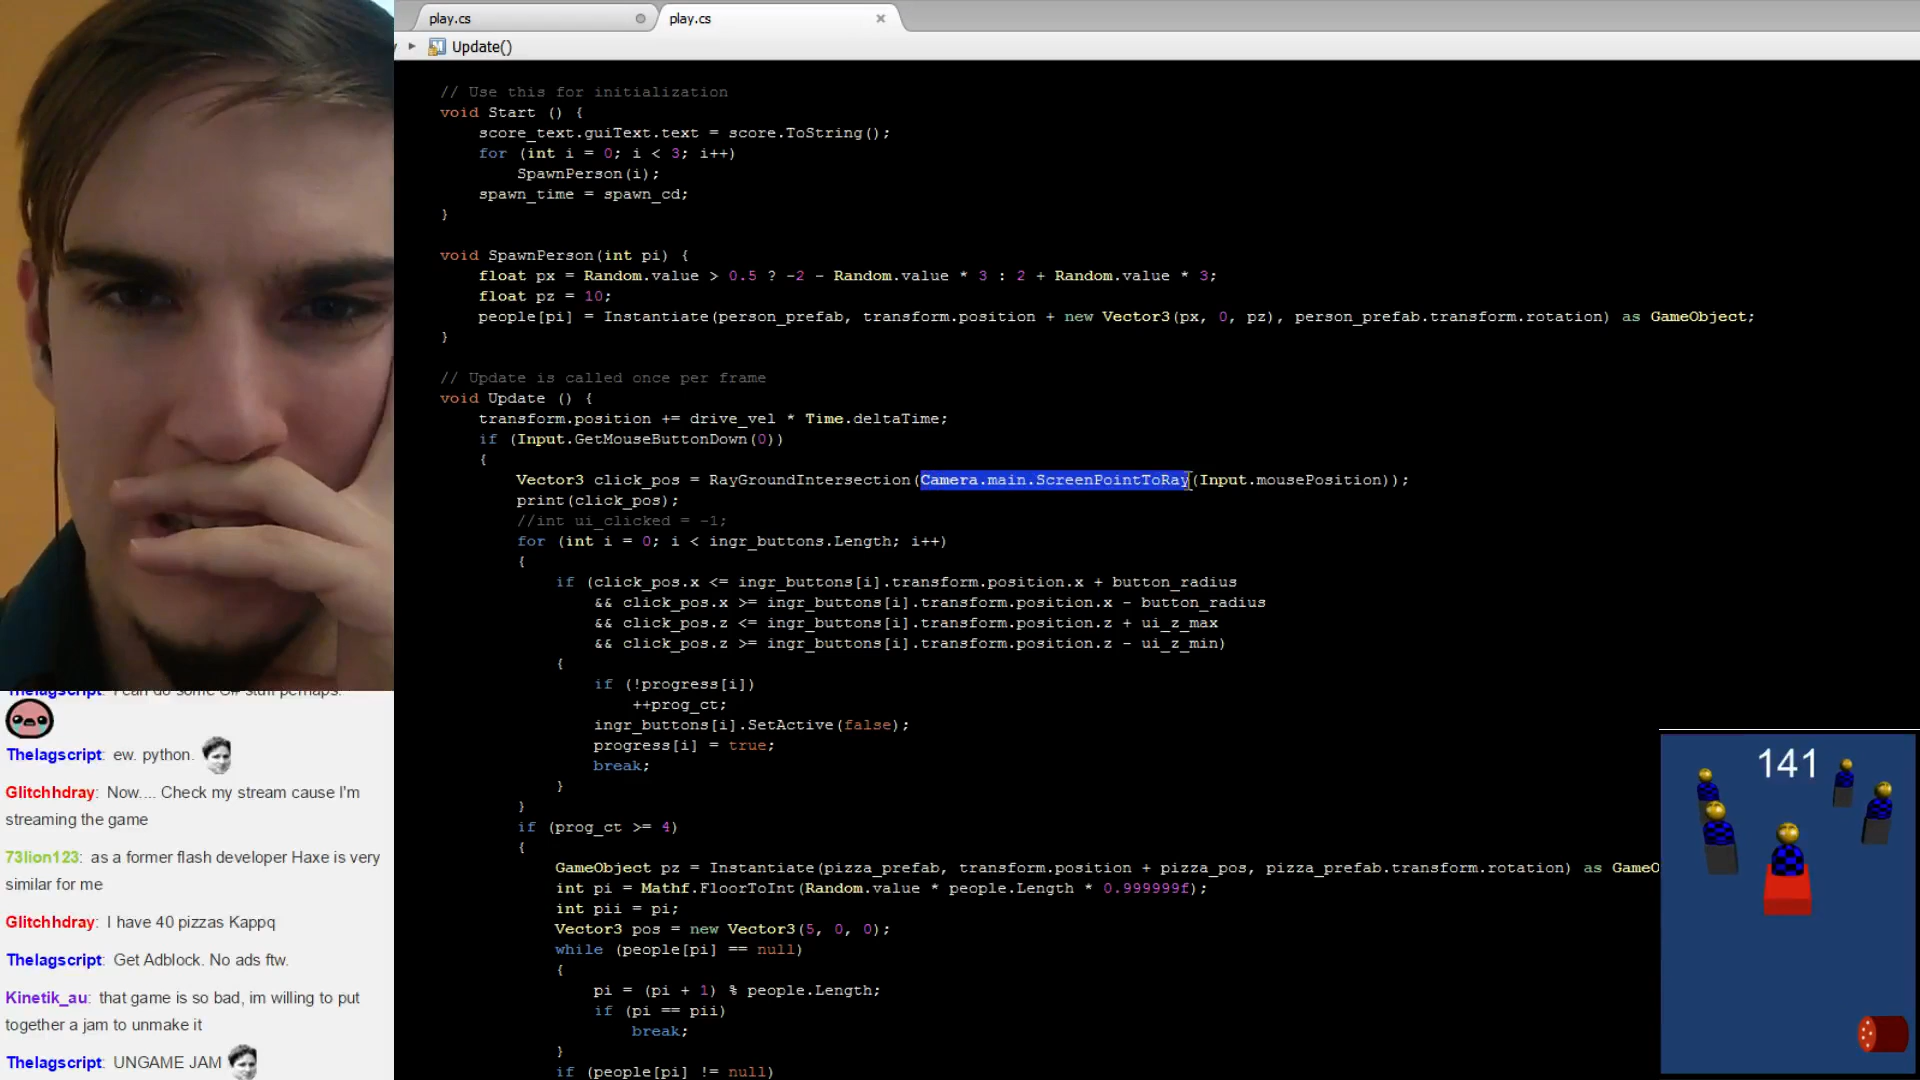 play.cs
play.cs
Update()
// Use this for initialization
void Start () {
score_text.guiText.text = score.ToString();
for (int i = 0; i < 3; i++)
SpawnPerson(i);
spawn_time = spawn_cd;
}
void SpawnPerson(int pi) {
float px = Random.value > 0.5 ? -2 - Random.value * 3 : 2 + Random.value * 3;
float pz = 10;
people[pi] = Instantiate(person_prefab, transform.position + new Vector3(px, 0, pz), person_prefab.transform.rotation) as GameObject;
}
// Update is called once per frame
void Update () {
transform.position += drive_vel * Time.deltaTime;
if (Input.GetMouseButtonDown(0))
{
Vector3 click_pos = RayGroundIntersection(Camera.main.ScreenPointToRay(Input.mousePosition));
print(click_pos);
//int ui_clicked = -1;
for (int i = 0; i < ingr_buttons.Length; i++)
{
if (click_pos.x <= ingr_buttons[i].transform.position.x + button_radius
&& click_pos.x >= ingr_buttons[i].transform.position.x - button_radius
&& click_pos.z <= ingr_buttons[i].transform.position.z + ui_z_max
&& click_pos.z >= ingr_buttons[i].transform.position.z - ui_z_min)
{
if (!progress[i])
++prog_ct;
ingr_buttons[i].SetActive(false);
progress[i] = true;
break;
}
}
if (prog_ct >= 4)
{
GameObject pz = Instantiate(pizza_prefab, transform.position + pizza_pos, pizza_prefab.transform.rotation) as GameO
int pi = Mathf.FloorToInt(Random.value * people.Length * 0.999999f);
int pii = pi;
Vector3 pos = new Vector3(5, 0, 0);
while (people[pi] == null)
{
pi = (pi + 1) % people.Length;
if (pi == pii)
break;
}
if (people[pi] != null)
Thelagscript: I can do some C# stuff perhaps.
Thelagscript: ew. python.
Glitchhdray: Now.... Check my stream cause I'm
streaming the game
73lion123: as a former flash developer Haxe is very
similar for me
Glitchhdray: I have 40 pizzas Kappq
Thelagscript: Get Adblock. No ads ftw.
Kinetik_au: that game is so bad, im willing to put
together a jam to unmake it
Thelagscript: UNGAME JAM
141